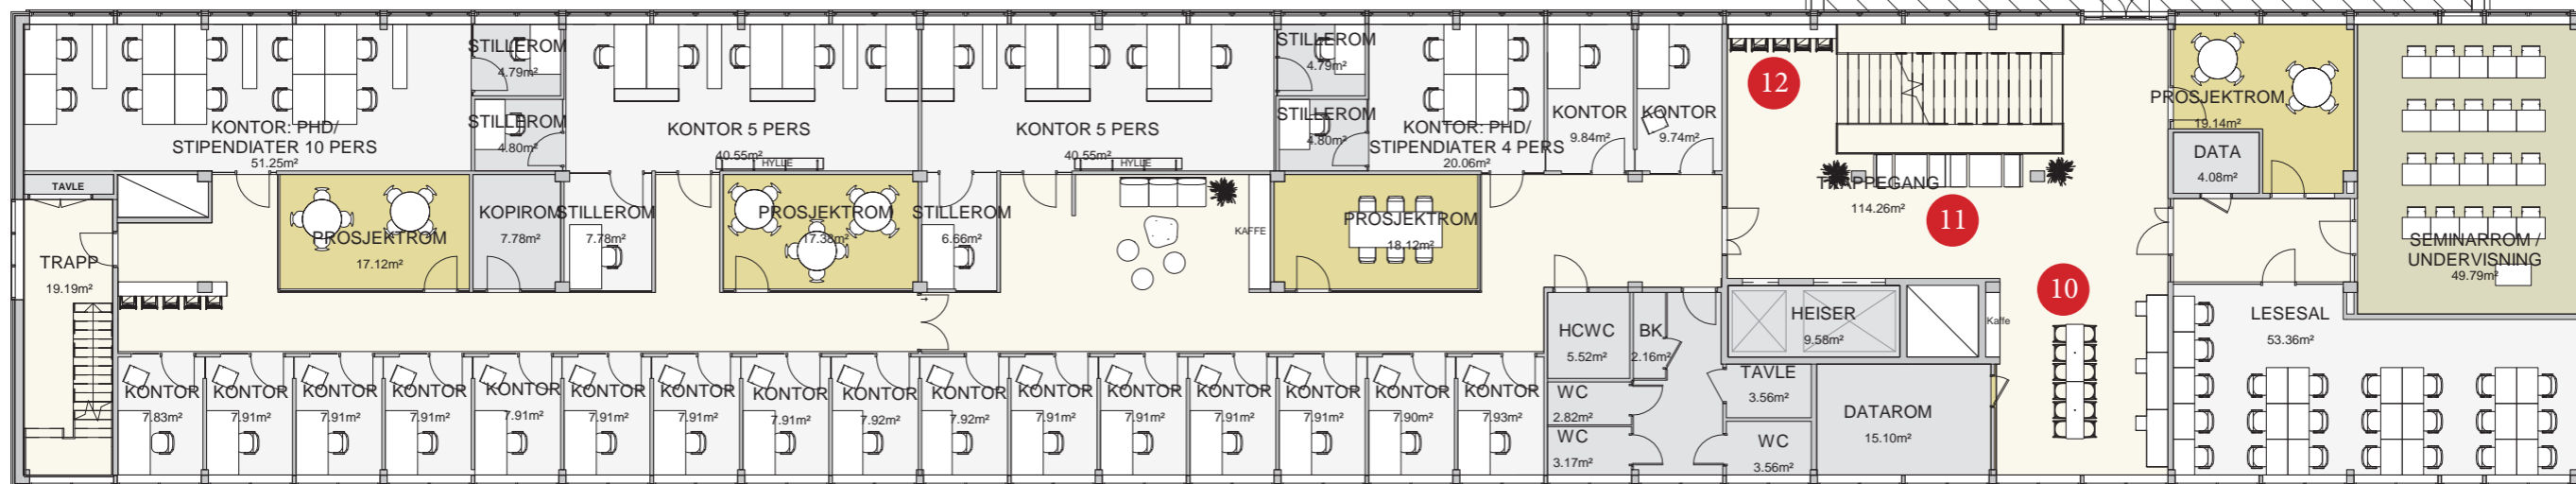 STILLEROM
4.79m²
STILLEROM
4.80m²
KONTOR: PHD/
STIPENDIATER 10 PERS
51.25m²
KONTOR 5 PERS
40.55m²
HYLLE
KONTOR 5 PERS
40.55m²
HYLLE
STILLEROM
4.79m²
STILLEROM
4.80m²
KONTOR: PHD/
STIPENDIATER 4 PERS
20.06m²
KONTOR
9.84m²
KONTOR
9.74m²
12
TRAPPEGANG
114.26m²
11
10
PROSJEKTROM
19.14m²
DATA
4.08m²
SEMINARROM /
UNDERVISNING
49.79m²
TAVLE
TRAPP
19.19m²
PROSJEKTROM
17.12m²
KOPIROM
7.78m²
STILLEROM
7.78m²
PROSJEKTROM
17.38m²
STILLEROM
6.66m²
KAFFE
PROSJEKTROM
18.12m²
HCWC
5.52m²
BK
2.16m²
HEISER
9.58m²
Kaffe
LESESAL
53.36m²
KONTOR
7.83m²
KONTOR
7.91m²
KONTOR
7.91m²
KONTOR
7.91m²
KONTOR
7.91m²
KONTOR
7.91m²
KONTOR
7.91m²
KONTOR
7.91m²
KONTOR
7.92m²
KONTOR
7.92m²
KONTOR
7.91m²
KONTOR
7.91m²
KONTOR
7.91m²
KONTOR
7.91m²
KONTOR
7.90m²
KONTOR
7.93m²
WC
2.82m²
WC
3.17m²
TAVLE
3.56m²
WC
3.56m²
DATAROM
15.10m²